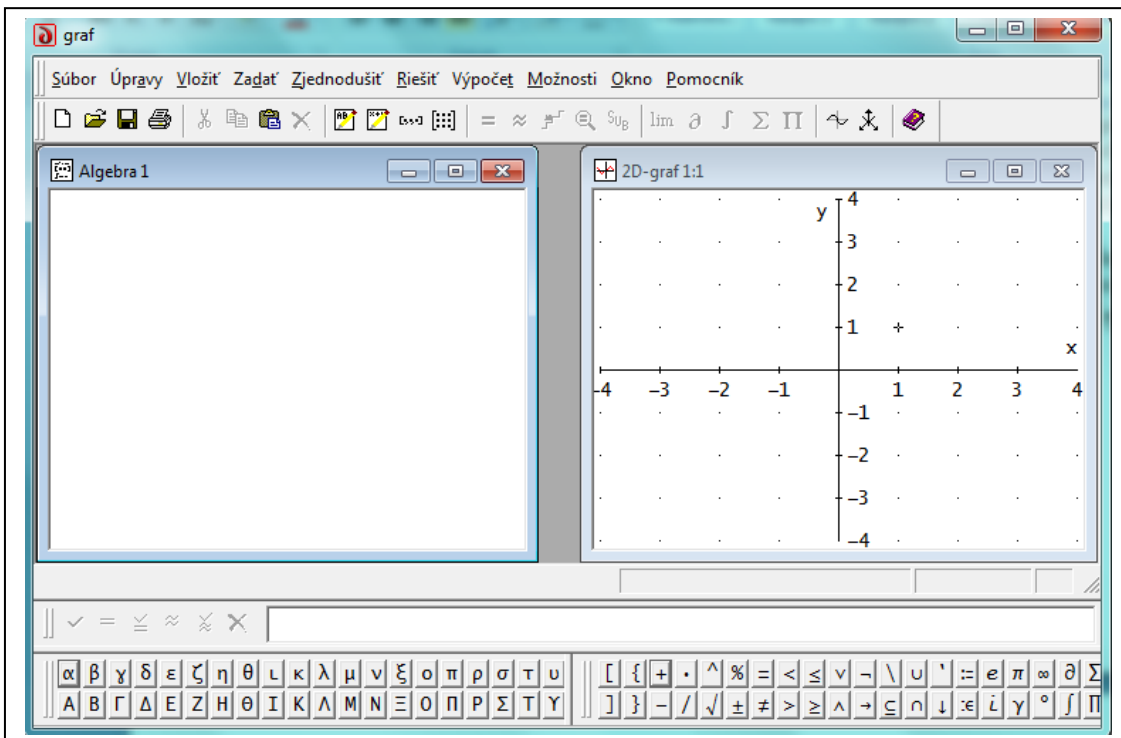 graf
Súbor Úpravy Vložiť Zadať Zjednodušiť Riešiť Výpočet Možnosti Okno Pomocník
= ≈ SUB lim ∂ ∫ Σ Π
Algebra 1
2D-graf 1:1
y
4
3
2
1
x
-4 −3 −2 −1 1 2 3 4
−1
−2
−3
−4
= ≈
α β γ δ ε ζ η θ ι κ λ μ ν ξ ο π ρ σ τ υ
[ { + · ^ % = < ≤ ∨ ¬ \ ∪ ' := e π ∞ ∂ Σ
Α Β Γ Δ Ε Ζ Η Θ Ι Κ Λ Μ Ν Ξ Ο Π Ρ Σ Τ Υ
] } − / √ ± ≠ > ≥ ∧ → ⊆ ∩ ↓ :∈ i γ ° ∫ Π